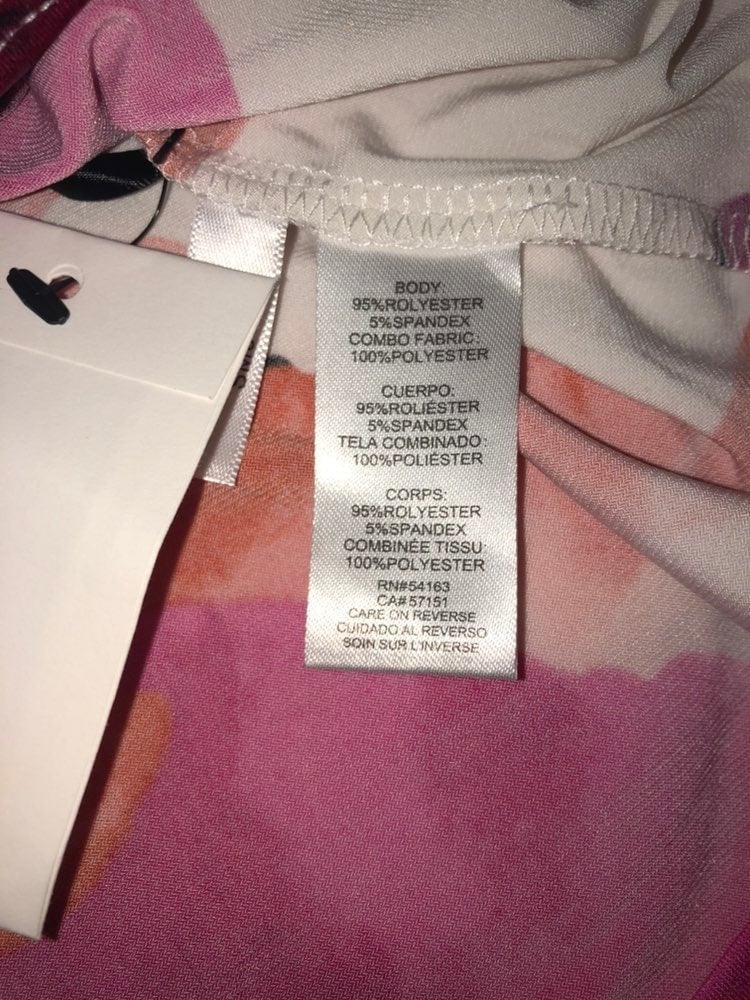 BODY:
95%ROLYESTER
5%SPANDEX
COMBO FABRIC:
100%POLYESTER
CUERPO:
95%ROLIÉSTER
5%SPANDEX
TELA COMBINADO:
100%POLIÉSTER
CORPS:
95%ROLYESTER
5%SPANDEX
COMBINÉE TISSU:
100%POLYESTER
RN#54163
CA#57151
CARE ON REVERSE
CUIDADO AL REVERSO
SOIN SUR L'INVERSE